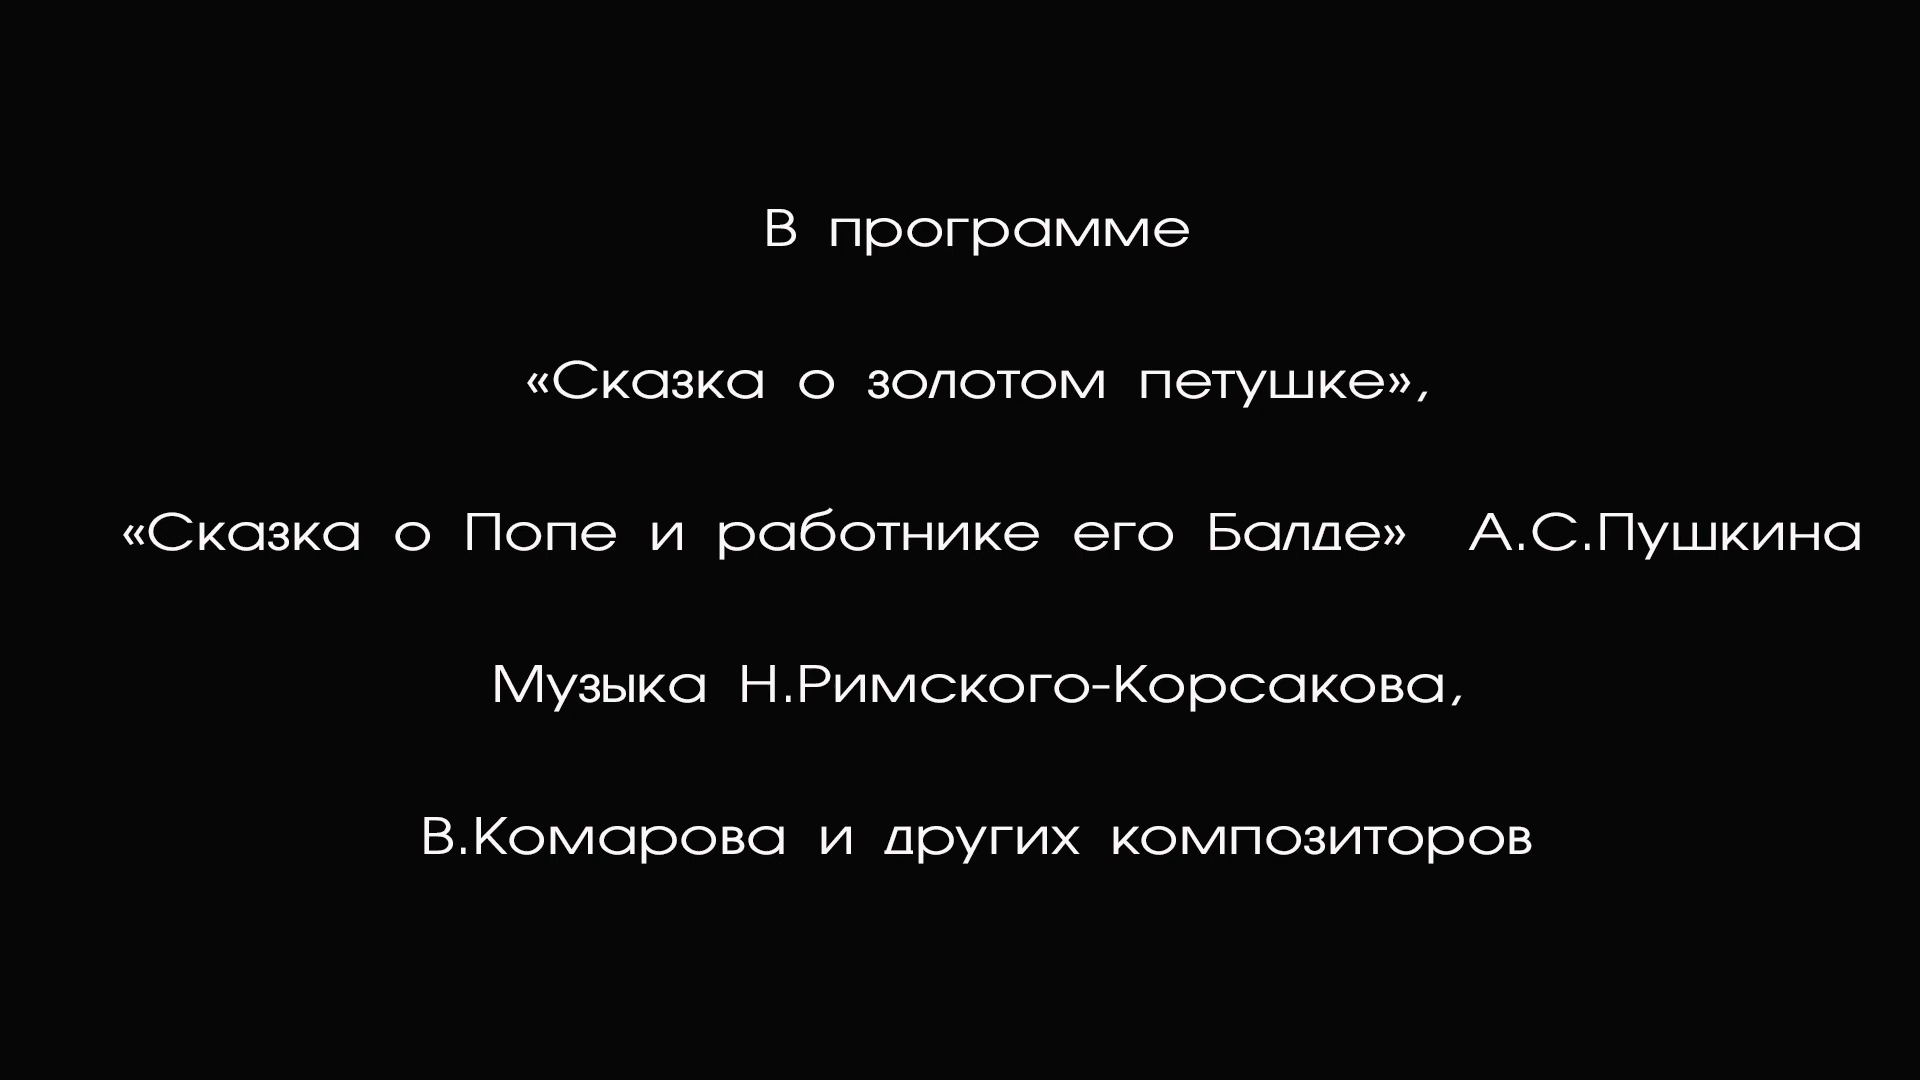 В программе
«Сказка о золотом петушке»,
«Сказка о Попе и работнике его Балде» А.С.Пушкина
Музыка Н.Римского-Корсакова,
В.Комарова и других композиторов